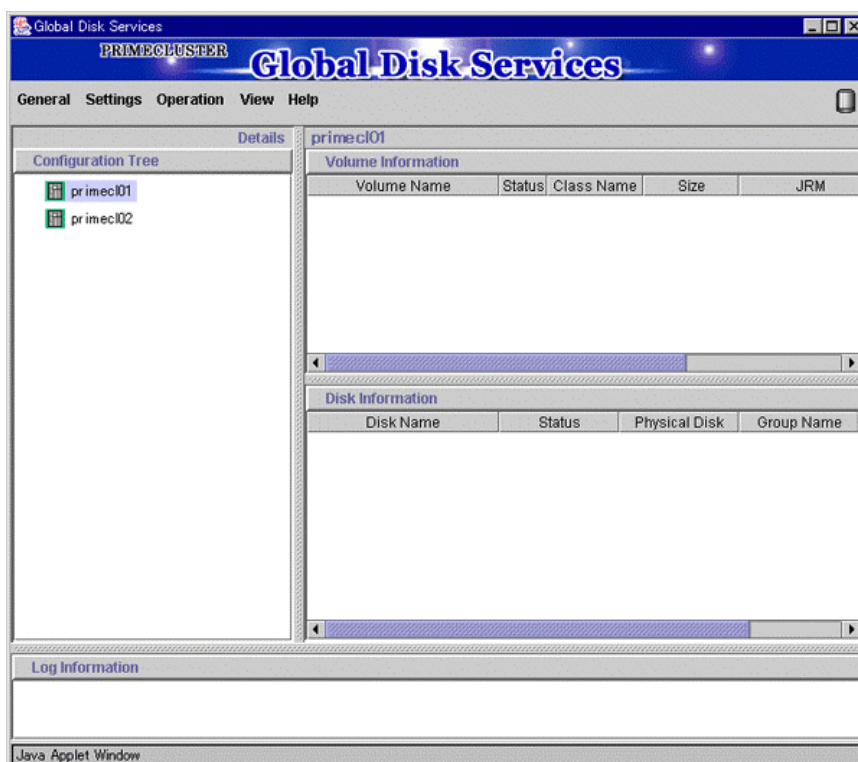 Global Disk Services
PRIMECLUSTER
Global Disk Services
General Settings Operation View Help
Details
primecl01
Configuration Tree
primecl01
primecl02
Volume Information
Volume Name Status Class Name Size JRM
Disk Information
Disk Name Status Physical Disk Group Name
Log Information
Java Applet Window